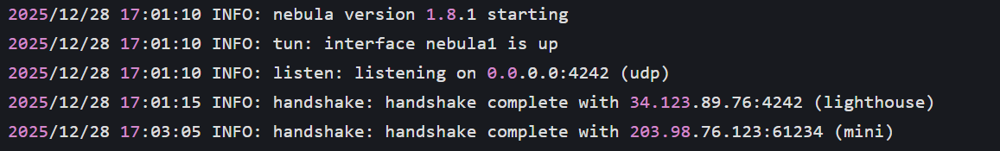 2025/12/28 17:01:10 INFO: nebula version 1.8.1 starting
2025/12/28 17:01:10 INFO: tun: interface nebula1 is up
2025/12/28 17:01:10 INFO: listen: listening on 0.0.0.0:4242 (udp)
2025/12/28 17:01:15 INFO: handshake: handshake complete with 34.123.89.76:4242 (lighthouse)
2025/12/28 17:03:05 INFO: handshake: handshake complete with 203.98.76.123:61234 (mini)